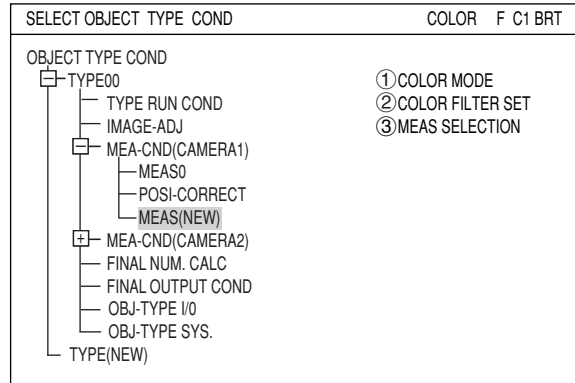 SELECT OBJECT TYPE COND COLOR F C1 BRT
OBJECT TYPE COND
TYPE00
①COLOR MODE
TYPE RUN COND
②COLOR FILTER SET
IMAGE-ADJ
③MEAS SELECTION
MEA-CND(CAMERA1)
MEAS0
POSI-CORRECT
MEAS(NEW)
MEA-CND(CAMERA2)
FINAL NUM. CALC
FINAL OUTPUT COND
OBJ-TYPE I/0
OBJ-TYPE SYS.
TYPE(NEW)